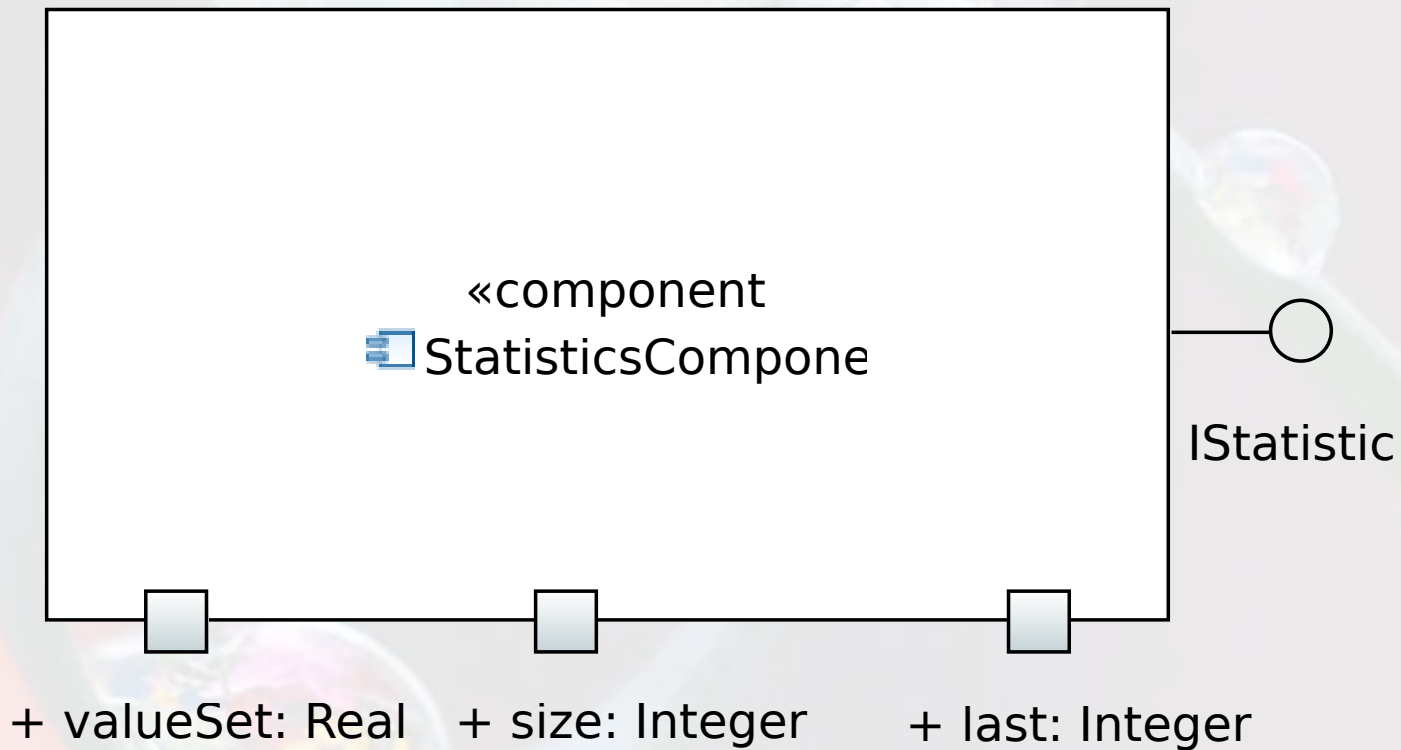 «component
StatisticsCompone
IStatistic
+ valueSet: Real
+ size: Integer
+ last: Integer